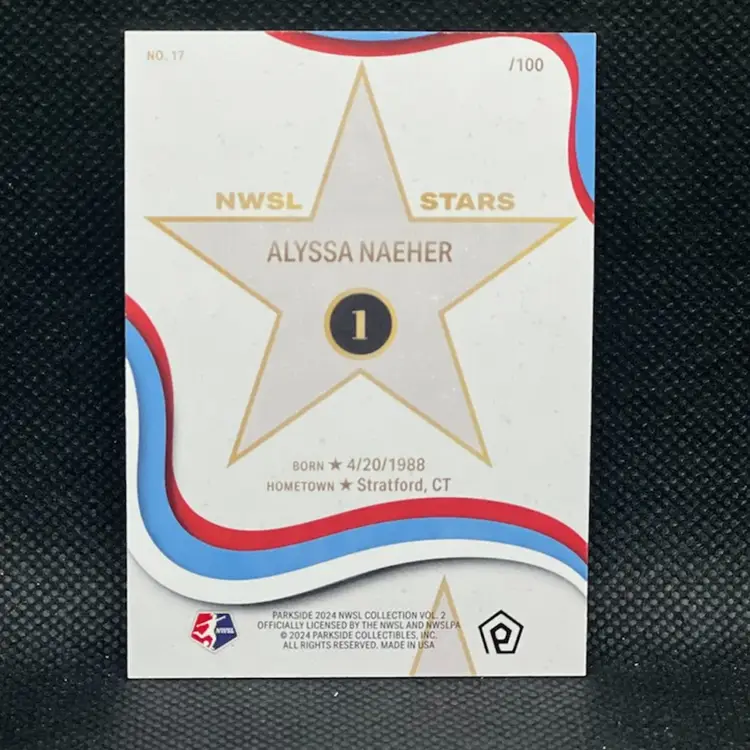 NO. 17
/100
NWSL STARS
ALYSSA NAEHER
1
BORN ★ 4/20/1988
HOMETOWN ★ Stratford, CT
PARKSIDE 2024 NWSL COLLECTION VOL. 2
OFFICIALLY LICENSED BY THE NWSL AND NWSLPA
© 2024 PARKSIDE COLLECTIBLES, INC.
ALL RIGHTS RESERVED. MADE IN USA
NWSL